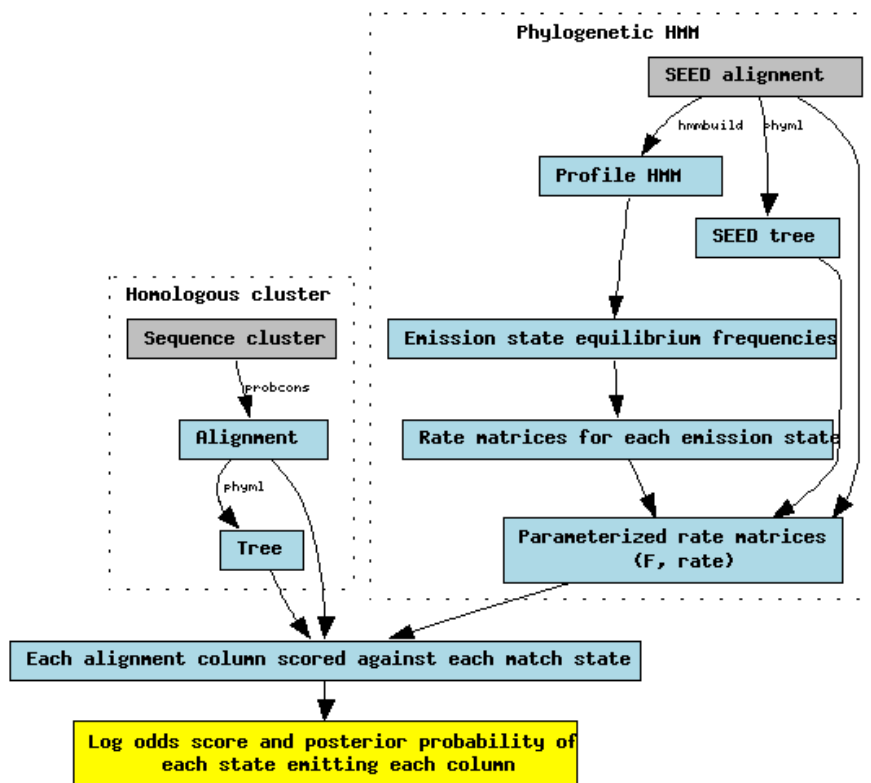 Phylogenetic HMM
SEED alignment
hmmbuild
phyml
Profile HMM
SEED tree
Homologous cluster
Sequence cluster
Emission state equilibrium frequencies
probcons
Alignment
Rate matrices for each emission state
phyml
Tree
Parameterized rate matrices
(F, rate)
Each alignment column scored against each match state
Log odds score and posterior probability of
each state emitting each column